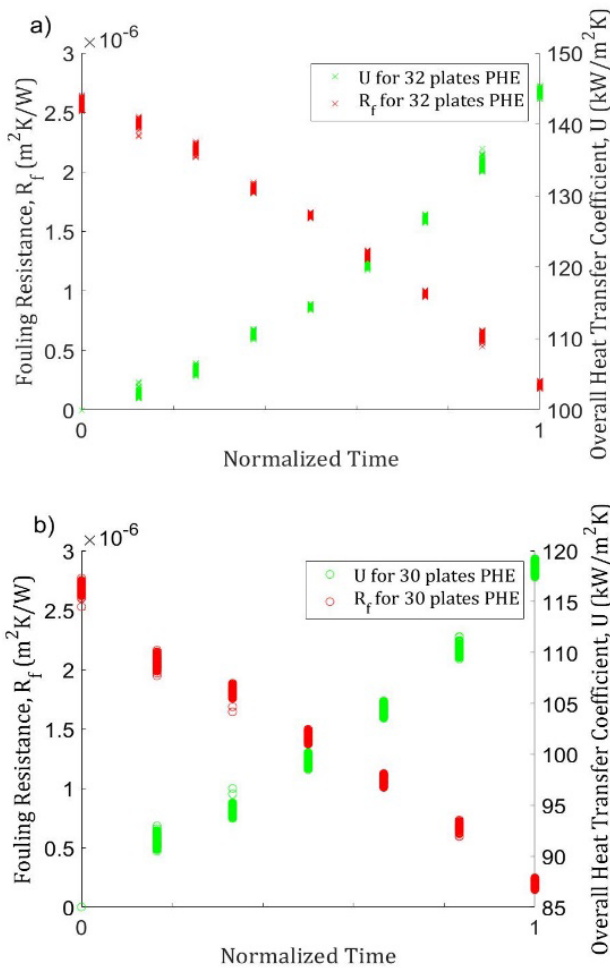 a)
×10⁻⁶
3
2.5
2
1.5
1
0.5
0
Fouling Resistance, R_f (m²K/W)
U for 32 plates PHE
R_f for 32 plates PHE
150
140
130
120
110
100
Overall Heat Transfer Coefficient, U (kW/m²K)
0
1
Normalized Time
b)
×10⁻⁶
3
2.5
2
1.5
1
0.5
0
Fouling Resistance, R_f (m²K/W)
U for 30 plates PHE
R_f for 30 plates PHE
120
115
110
105
100
95
90
85
Overall Heat Transfer Coefficient, U (kW/m²K)
0
1
Normalized Time